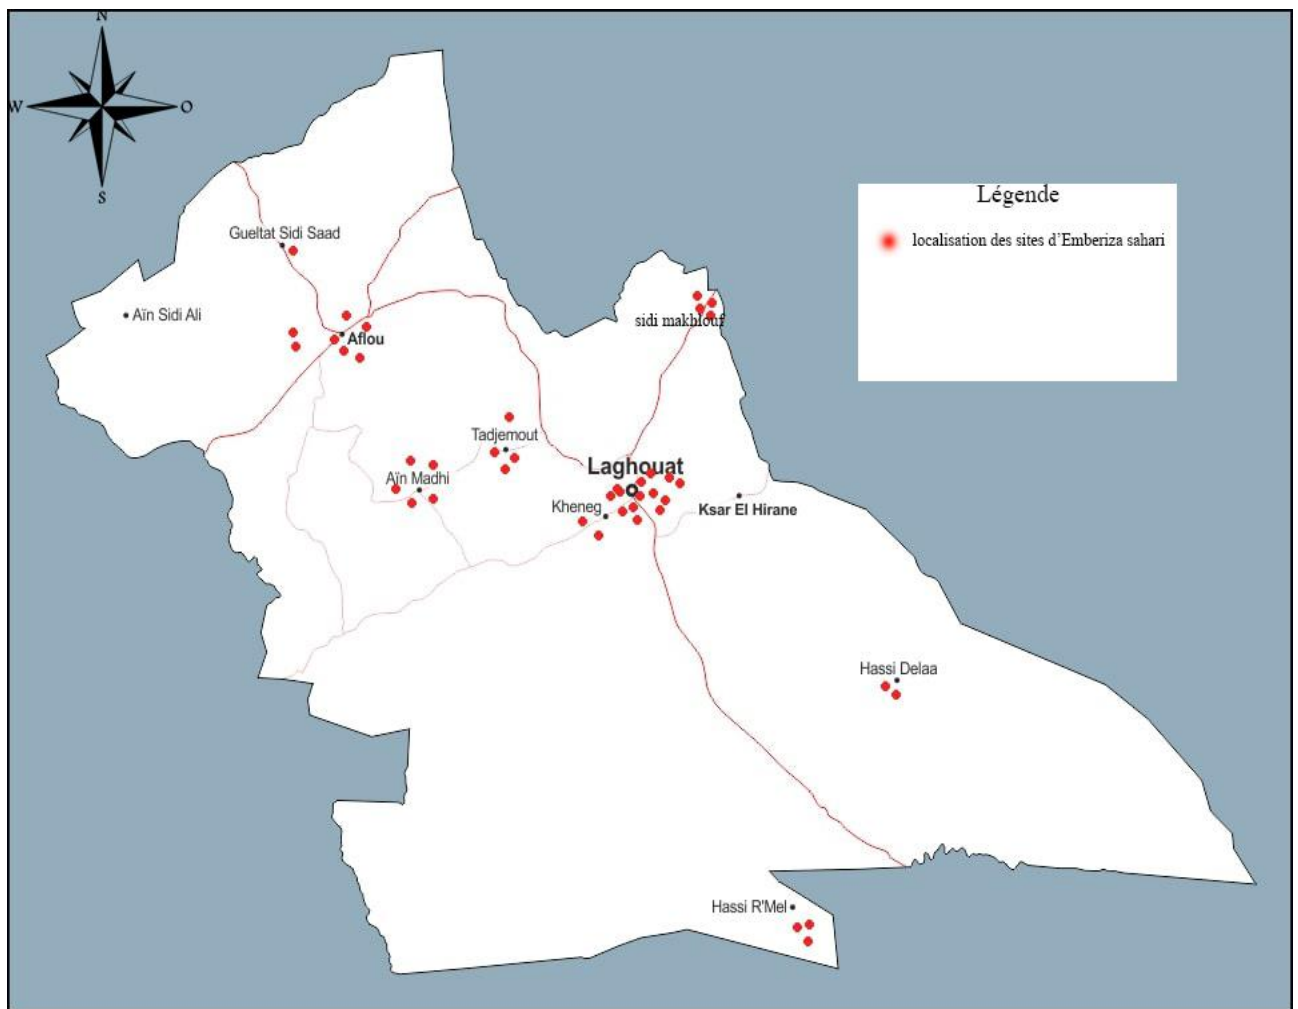 N
W
O
S
Légende
localisation des sites d’Emberiza sahari
Gueltat Sidi Saad
Aïn Sidi Ali
sidi makhlouf
Aflou
Tadjemout
Laghouat
Aïn Madhi
Kheneg
Ksar El Hirane
Hassi Delaa
Hassi R'Mel